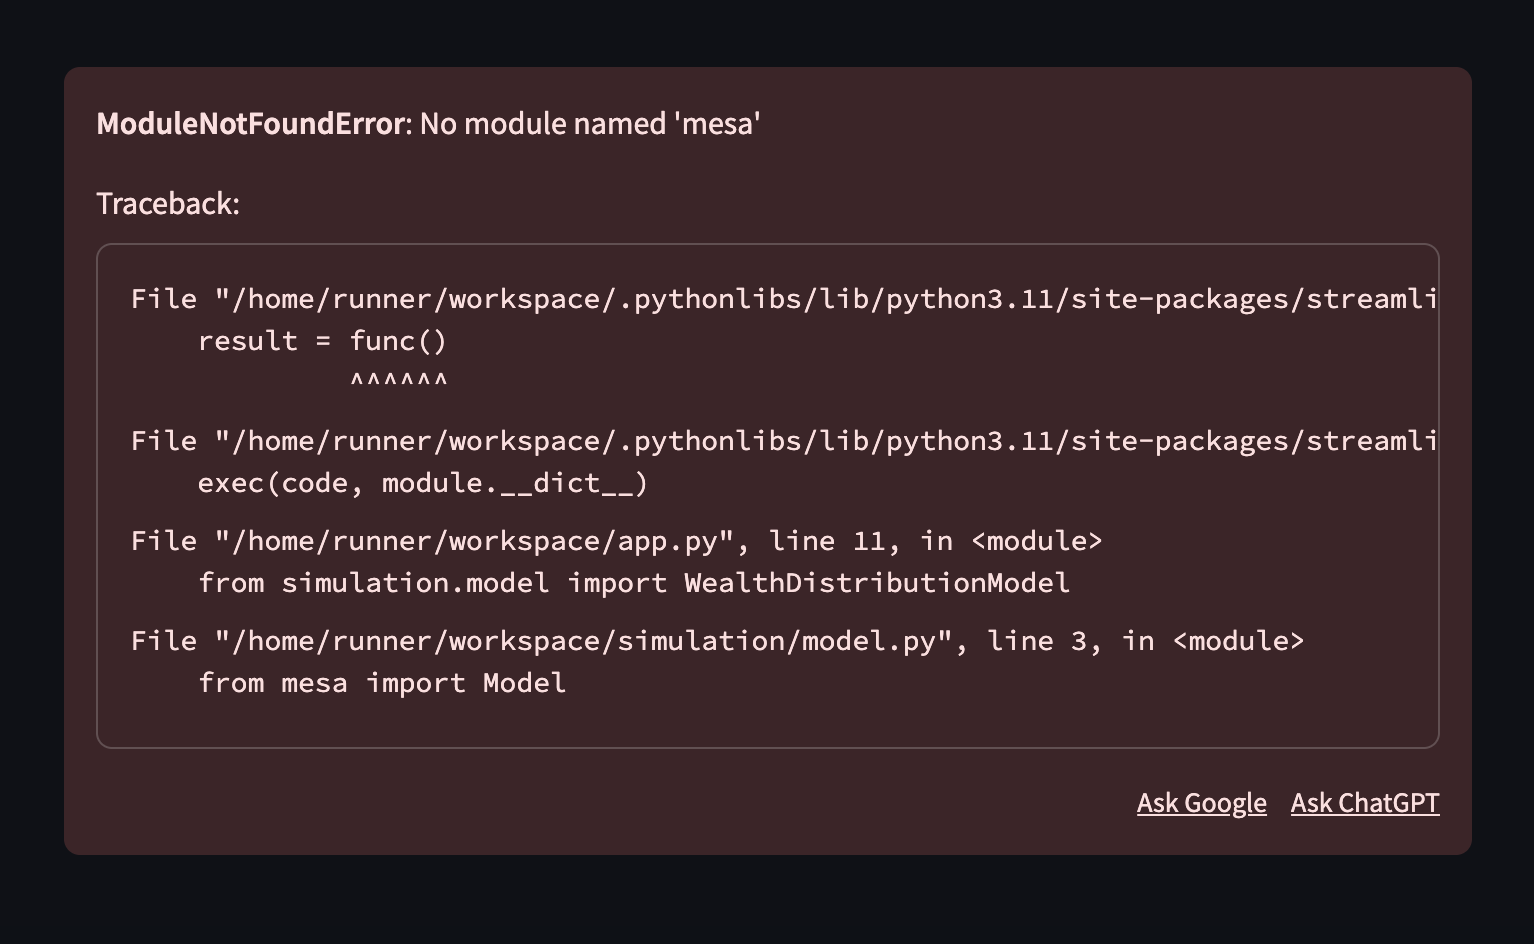 ModuleNotFoundError: No module named 'mesa'
Traceback:
File "/home/runner/workspace/.pythonlibs/lib/python3.11/site-packages/streamli
    result = func()
             ^^^^^^
File "/home/runner/workspace/.pythonlibs/lib/python3.11/site-packages/streamli
    exec(code, module.__dict__)
File "/home/runner/workspace/app.py", line 11, in <module>
    from simulation.model import WealthDistributionModel
File "/home/runner/workspace/simulation/model.py", line 3, in <module>
    from mesa import Model
Ask Google Ask ChatGPT